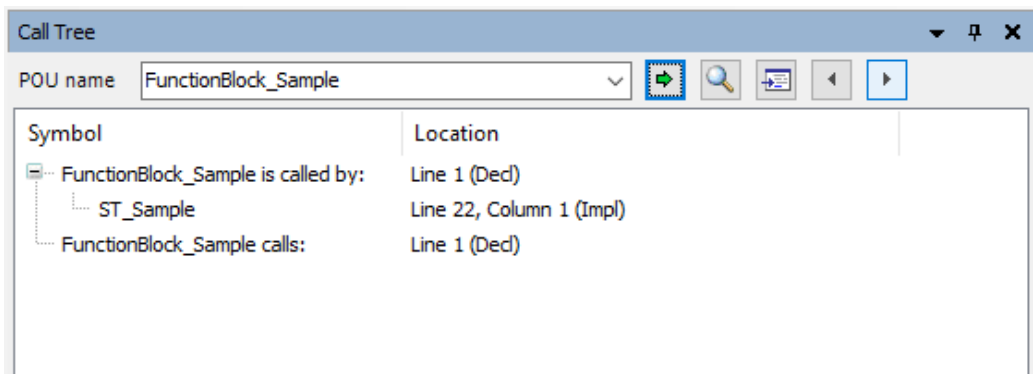 Call Tree
POU name FunctionBlock_Sample
Symbol Location
FunctionBlock_Sample is called by: Line 1 (Decl)
ST_Sample Line 22, Column 1 (Impl)
FunctionBlock_Sample calls: Line 1 (Decl)